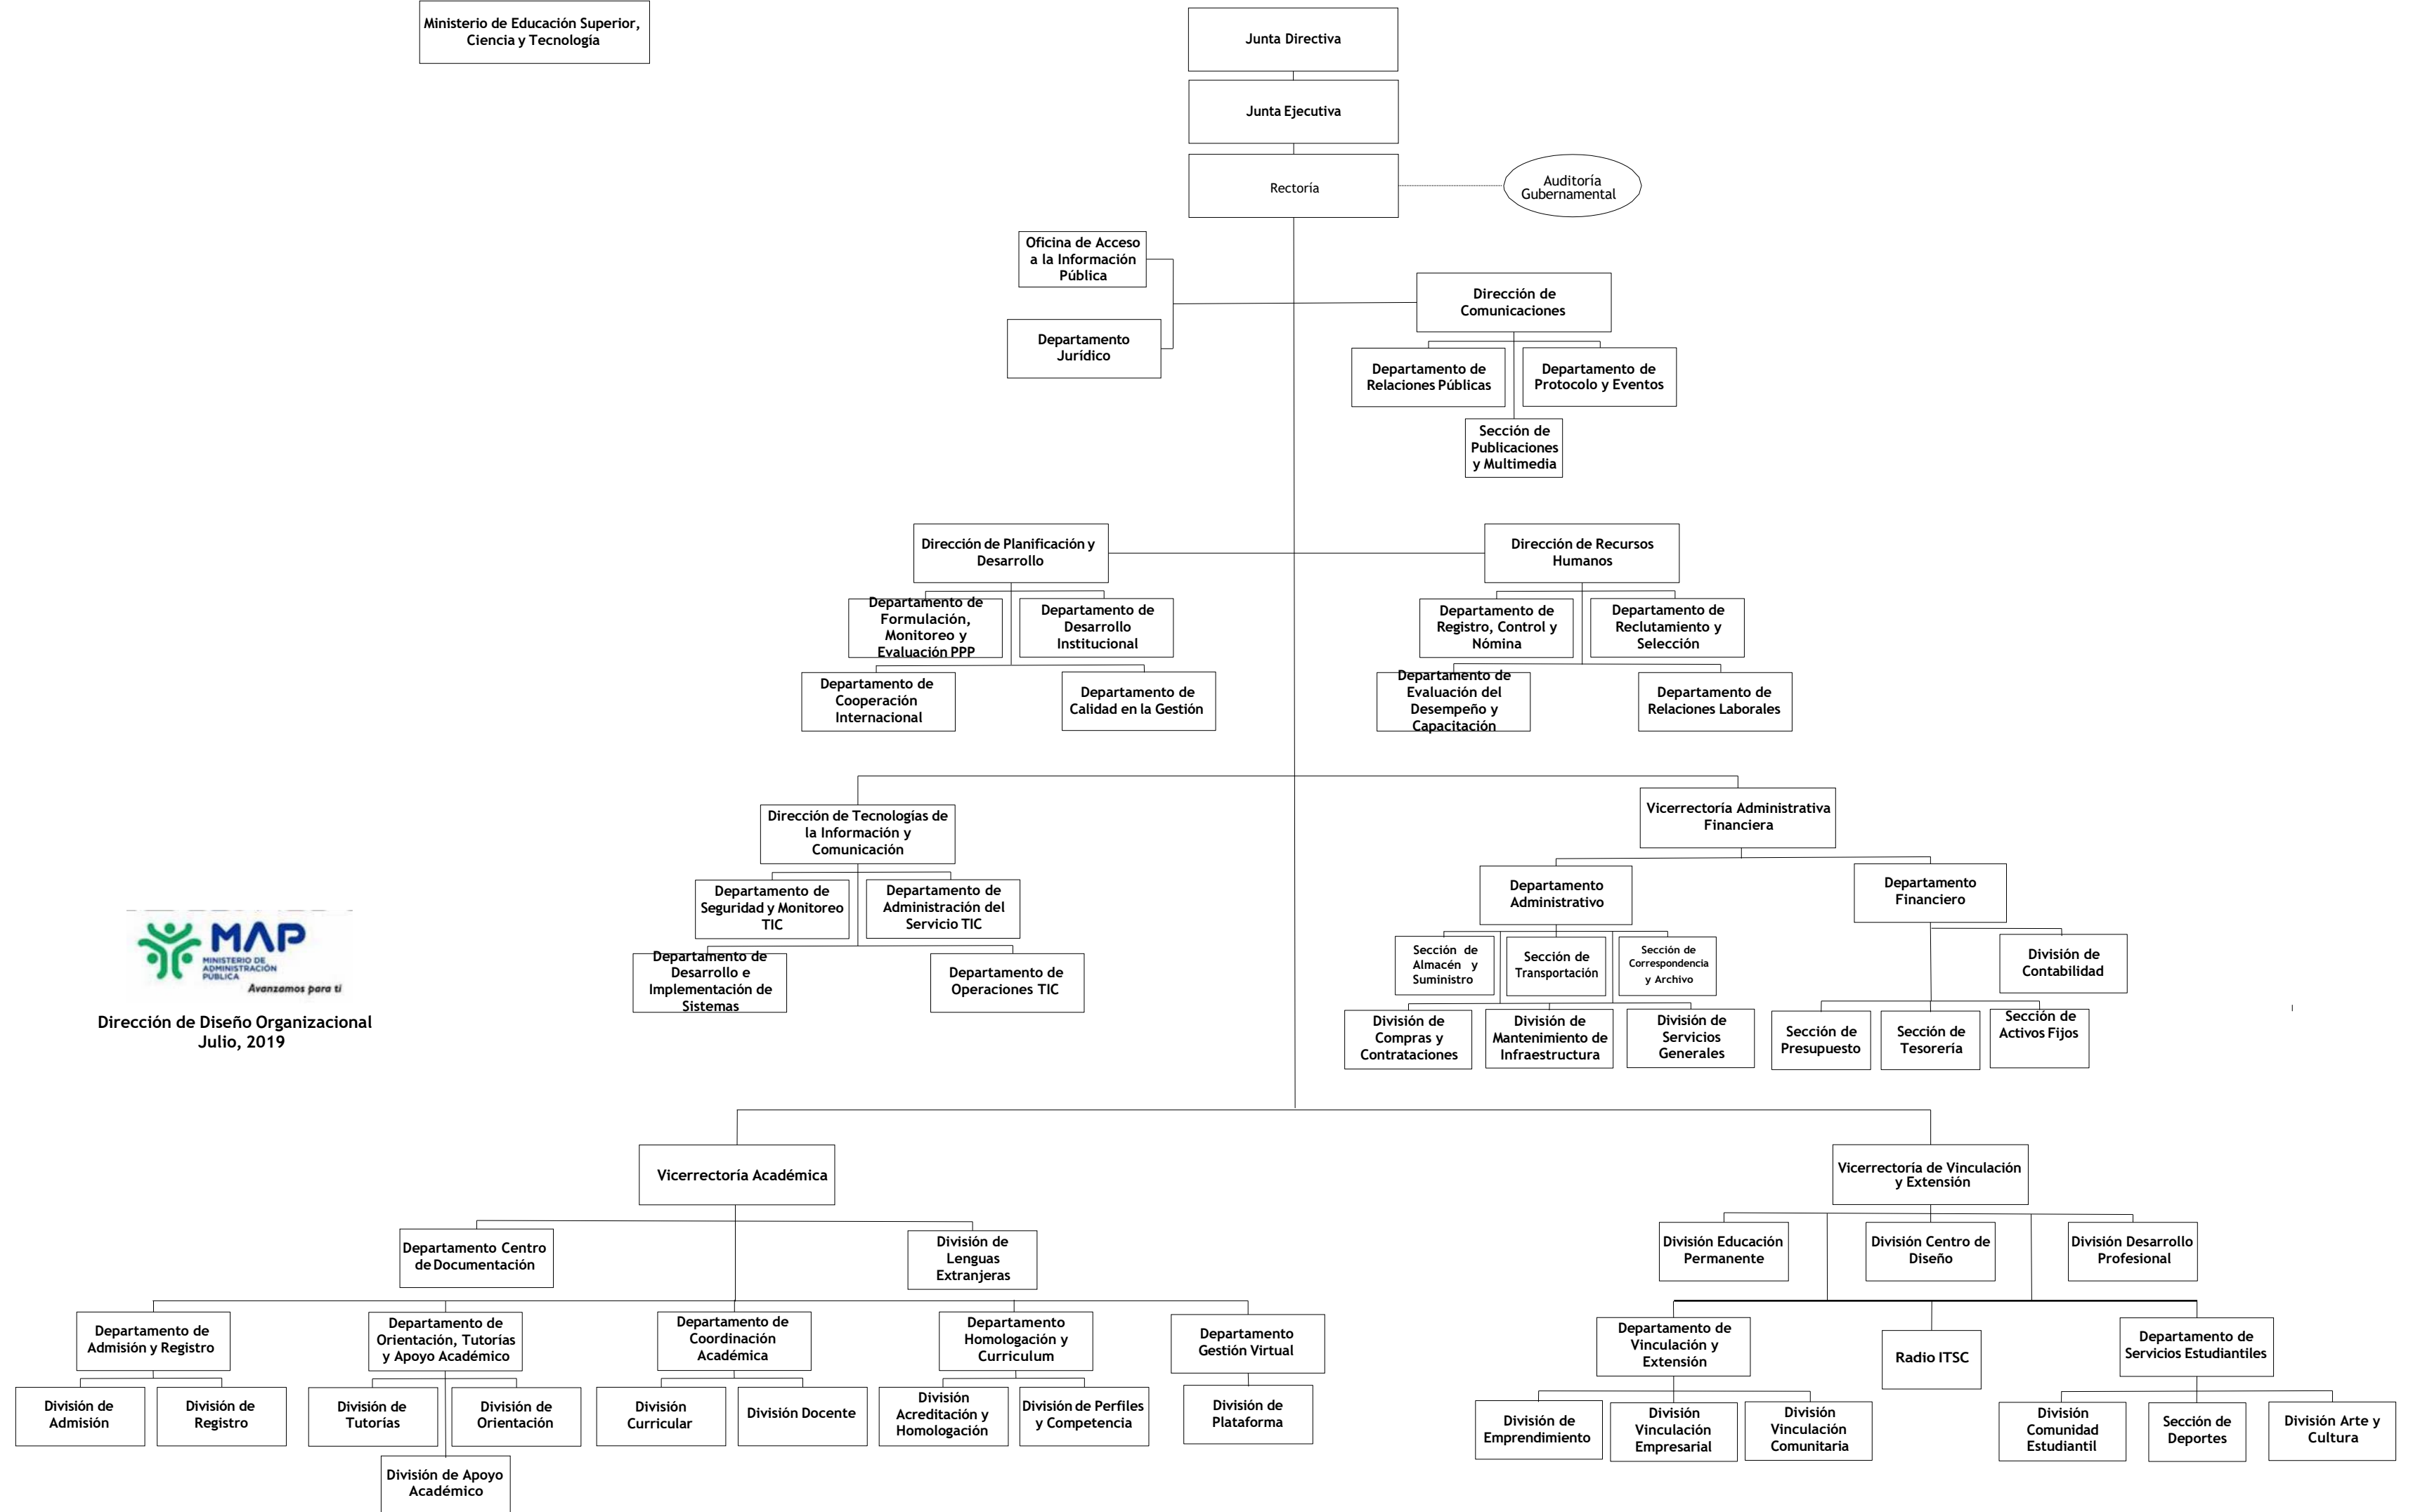 Ministerio de Educación Superior,
Ciencia y Tecnología
Junta Directiva
Junta Ejecutiva
Rectoría
Auditoría
Gubernamental
Oficina de Acceso
a la Información
Pública
Dirección de
Comunicaciones
Departamento
Jurídico
Departamento de
Relaciones Públicas
Departamento de
Protocolo y Eventos
Sección de
Publicaciones
y Multimedia
Dirección de Planificación y
Desarrollo
Dirección de Recursos
Humanos
Departamento de
Formulación,
Monitoreo y
Evaluación PPP
Departamento de
Desarrollo
Institucional
Departamento de
Registro, Control y
Nómina
Departamento de
Reclutamiento y
Selección
Departamento de
Cooperación
Internacional
Departamento de
Calidad en la Gestión
Departamento de
Evaluación del
Desempeño y
Capacitación
Departamento de
Relaciones Laborales
Dirección de Tecnologías de
la Información y
Comunicación
Vicerrectoría Administrativa
Financiera
Departamento de
Seguridad y Monitoreo
TIC
Departamento de
Administración del
Servicio TIC
Departamento
Administrativo
Departamento
Financiero
Departamento de
Desarrollo e
Implementación de
Sistemas
Departamento de
Operaciones TIC
Sección de
Almacén y
Suministro
Sección de
Transportación
Sección de
Correspondencia
y Archivo
División de
Contabilidad
División de
Compras y
Contrataciones
División de
Mantenimiento de
Infraestructura
División de
Servicios
Generales
Sección de
Presupuesto
Sección de
Tesorería
Sección de
Activos Fijos
MAP
MINISTERIO DE
ADMINISTRACIÓN
PÚBLICA
Avanzamos para ti
Dirección de Diseño Organizacional
Julio, 2019
Vicerrectoría Académica
Vicerrectoría de Vinculación
y Extensión
Departamento Centro
de Documentación
División de
Lenguas
Extranjeras
División Educación
Permanente
División Centro de
Diseño
División Desarrollo
Profesional
Departamento de
Admisión y Registro
Departamento de
Orientación, Tutorías
y Apoyo Académico
Departamento de
Coordinación
Académica
Departamento
Homologación y
Curriculum
Departamento
Gestión Virtual
Departamento de
Vinculación y
Extensión
Radio ITSC
Departamento de
Servicios Estudiantiles
División de
Admisión
División de
Registro
División de
Tutorías
División de
Orientación
División
Curricular
División Docente
División
Acreditación y
Homologación
División de Perfiles
y Competencia
División de
Plataforma
División de
Emprendimiento
División
Vinculación
Empresarial
División
Vinculación
Comunitaria
División
Comunidad
Estudiantil
Sección de
Deportes
División Arte y
Cultura
División de Apoyo
Académico